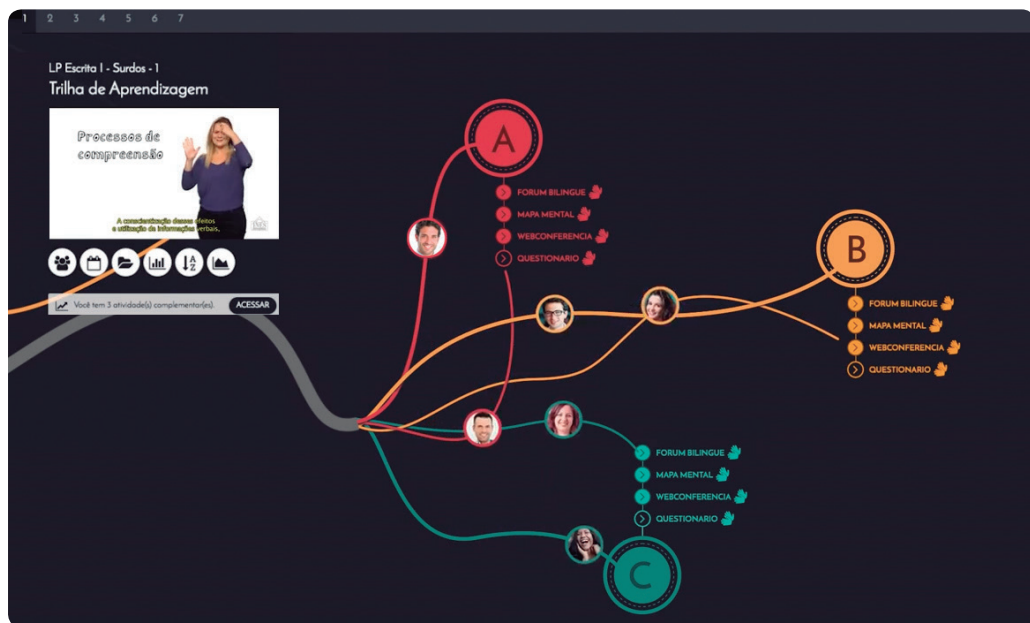 1 2 3 4 5 6 7
LP Escrita I - Surdos - 1
Trilha de Aprendizagem
Processos de
compreensão
A conscientização desses efeitos
e utilização de informações verbais.
A
Z
Você tem 3 atividade(s) complementar(es).
ACESSAR
A
FORUM BILINGUE
MAPA MENTAL
WEBCONFERENCIA
QUESTIONARIO
B
FORUM BILINGUE
MAPA MENTAL
WEBCONFERENCIA
QUESTIONARIO
FORUM BILINGUE
MAPA MENTAL
WEBCONFERENCIA
QUESTIONARIO
C